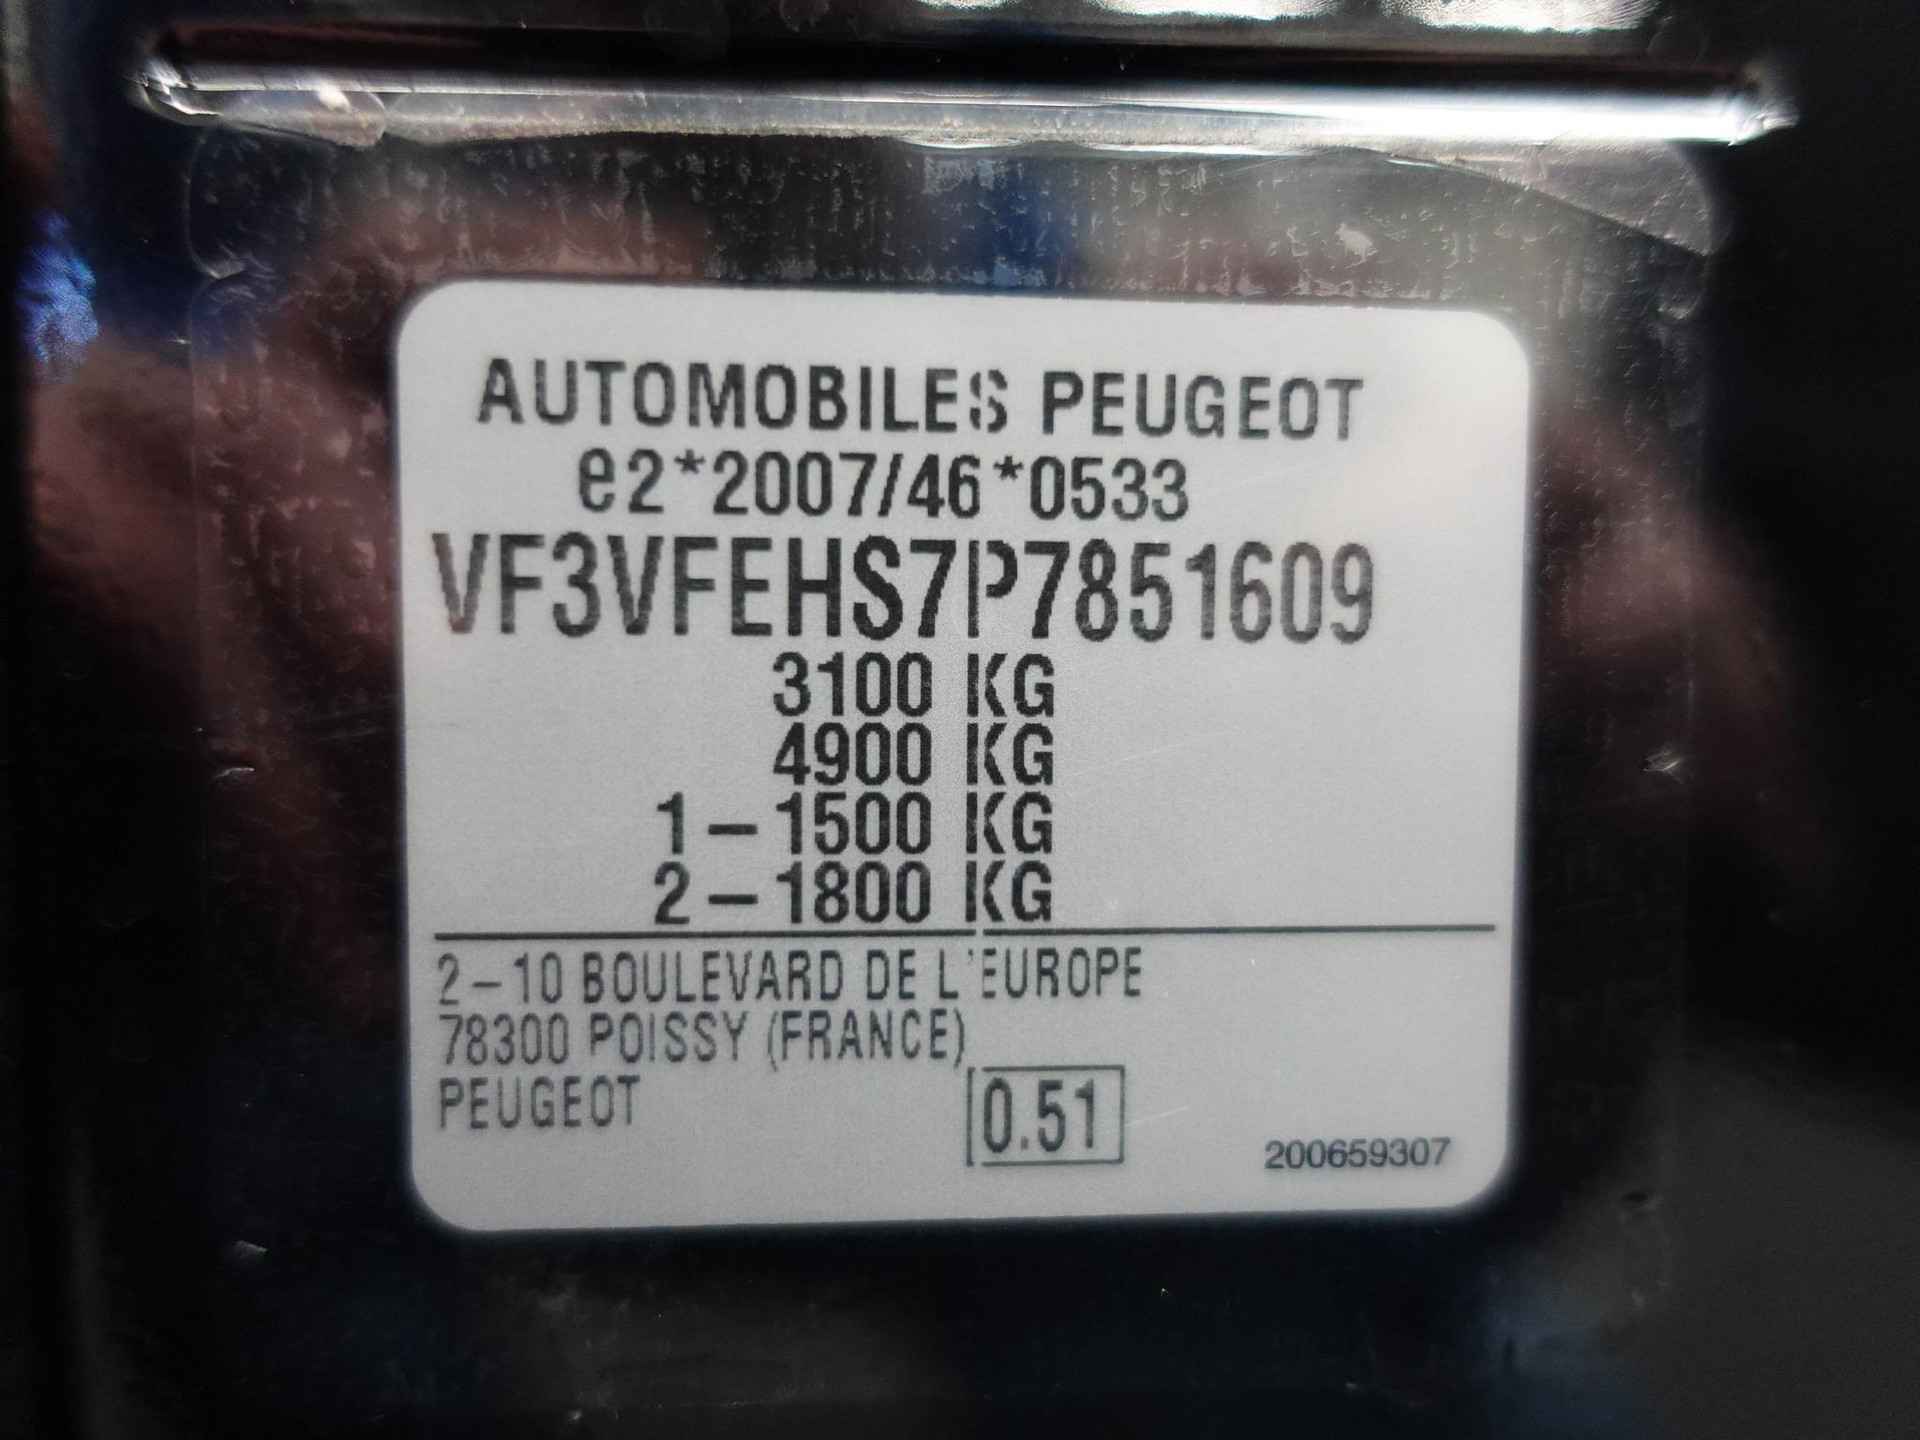 AUTOMOBILES PEUGEOT
e2*2007/46*0533
VF3VFEHS7P7851609
3100 KG
4900 KG
1-1500 KG
2-1800 KG
2-10 BOULEVARD DE L'EUROPE
78300 POISSY (FRANCE)
PEUGEOT
0.51
200659307